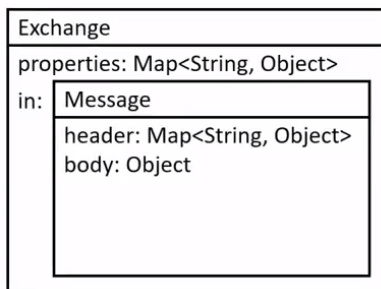 Exchange
properties: Map<String, Object>
in:
Message
header: Map<String, Object>
body: Object